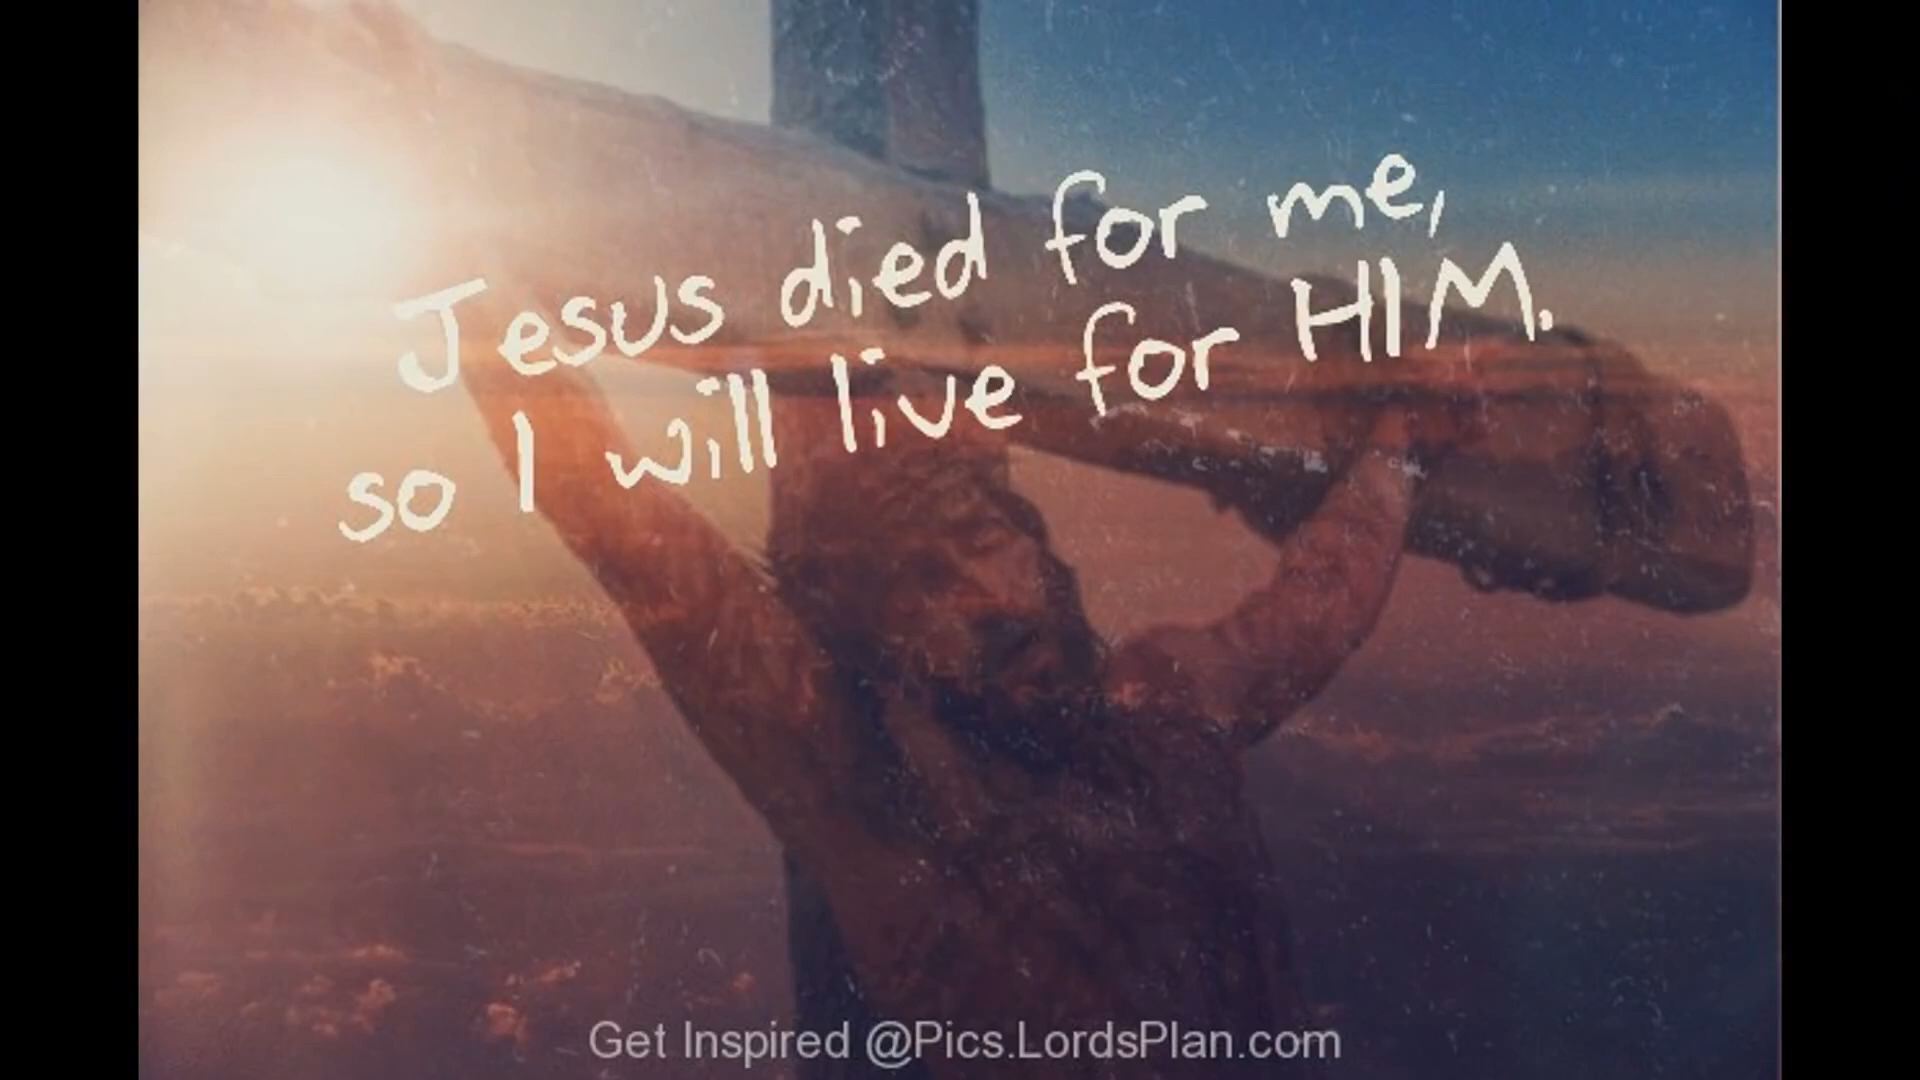 Jesus died for me,
so I will live for HIM.
Get Inspired @Pics.LordsPlan.com